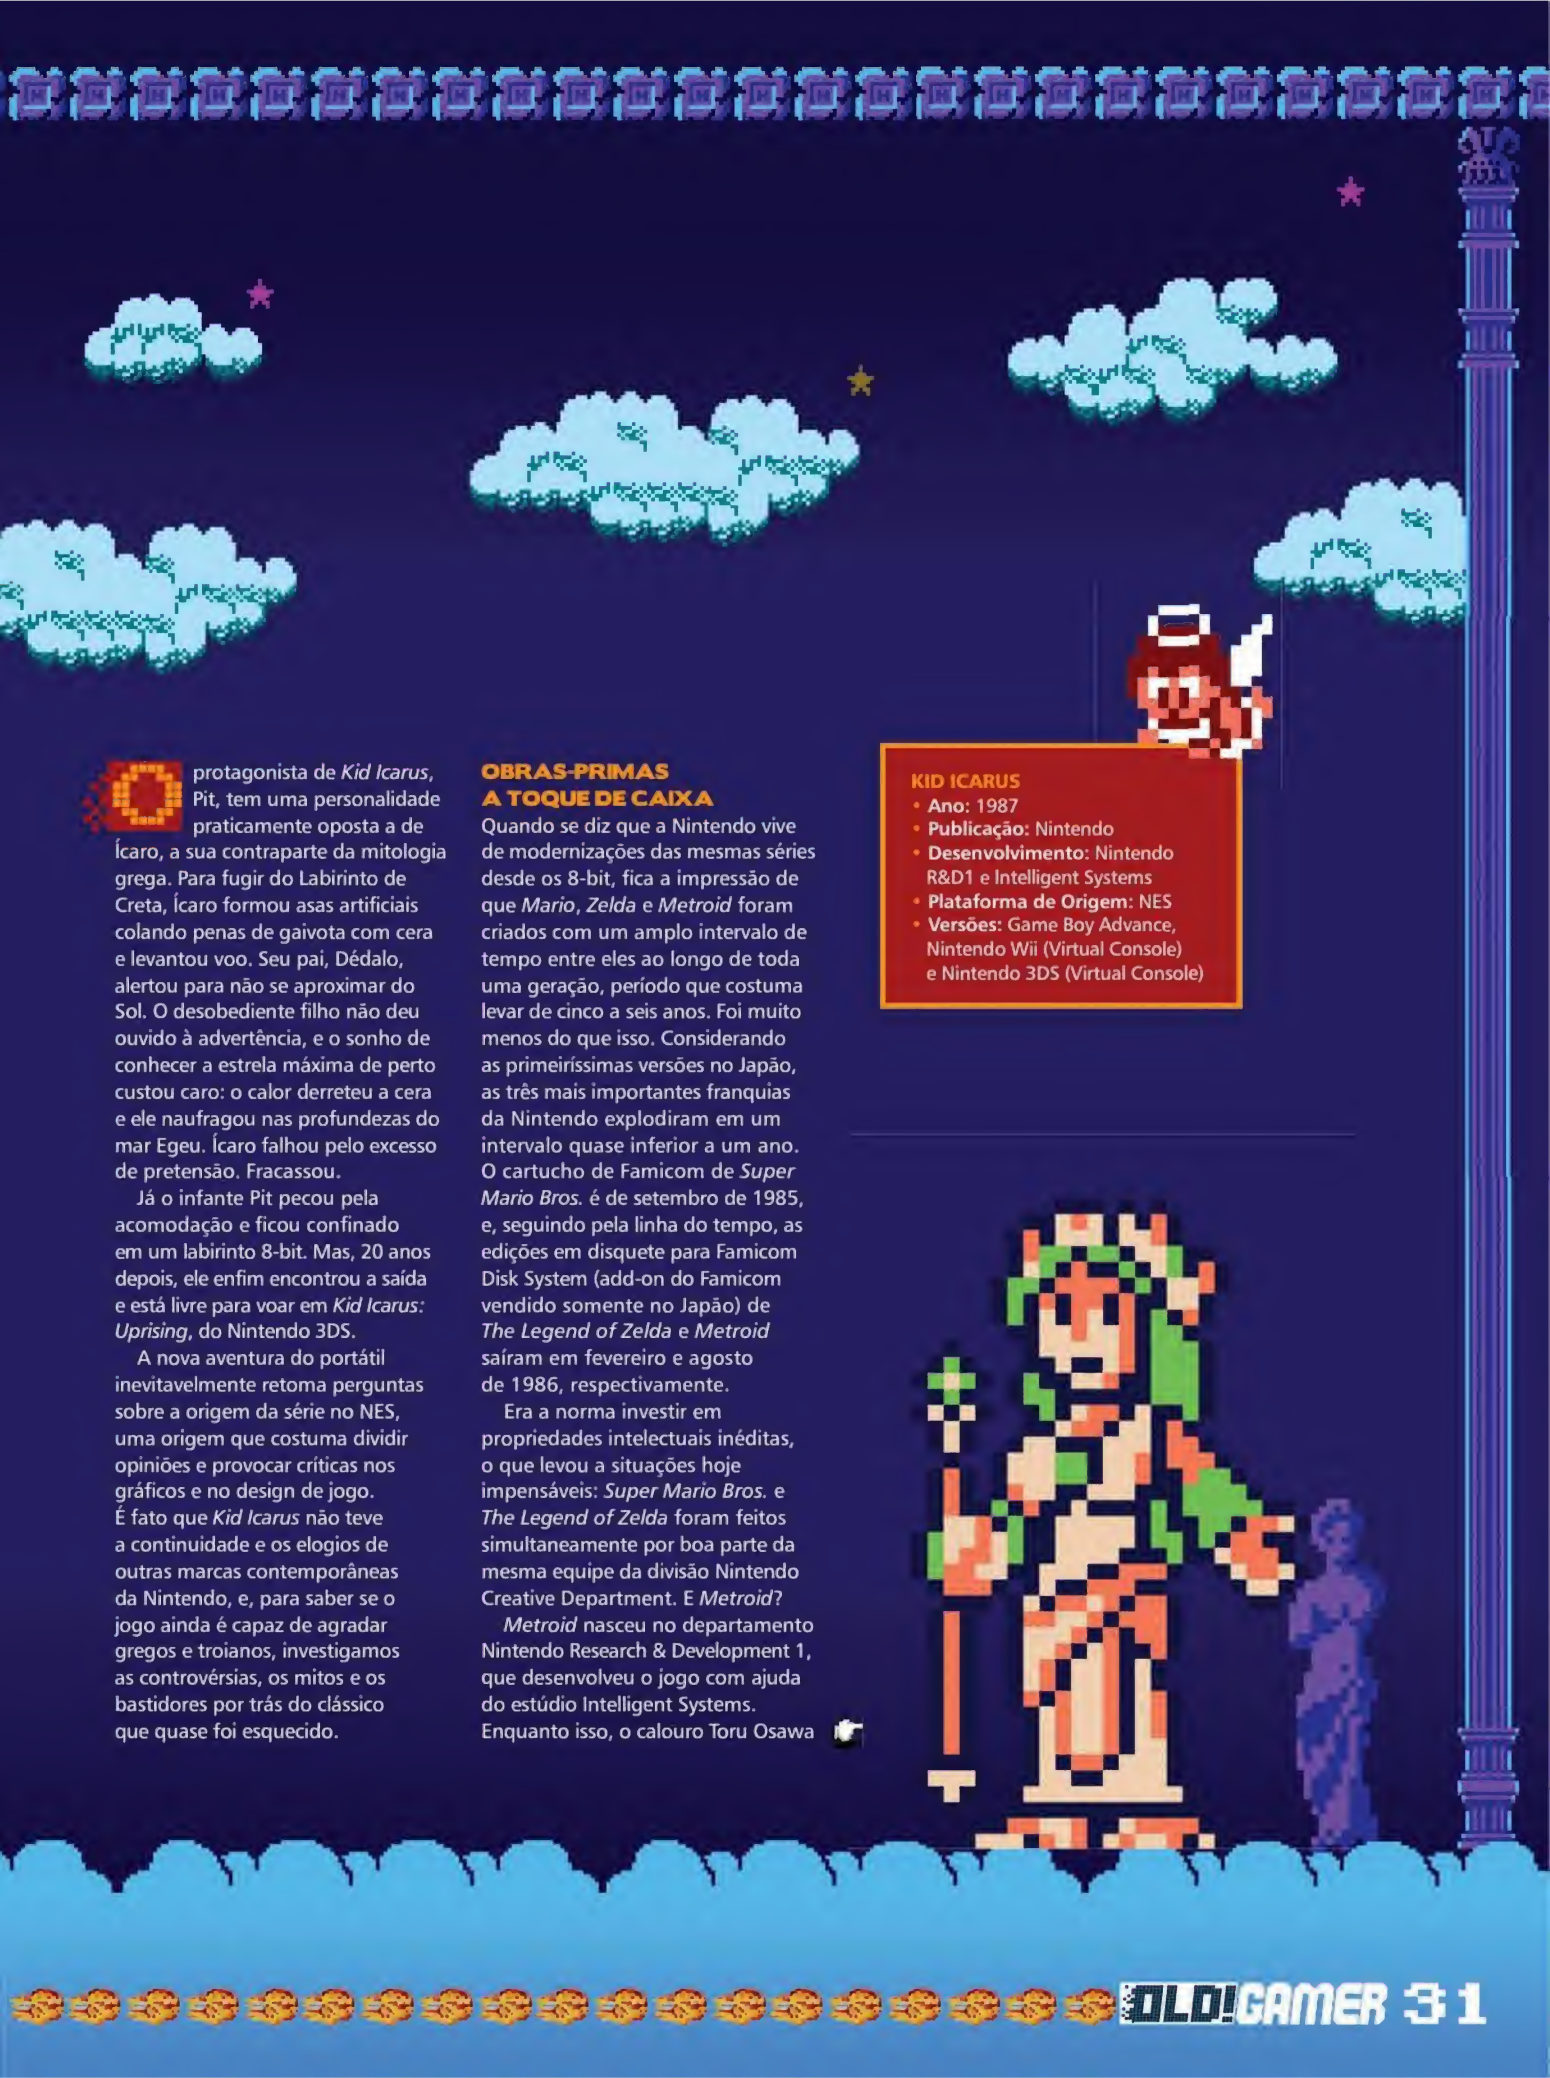 O protagonista de Kid Icarus,
Pit, tem uma personalidade
praticamente oposta a de
Ícaro, a sua contraparte da mitologia
grega. Para fugir do Labirinto de
Creta, Ícaro formou asas artificiais
colando penas de gaivota com cera
e levantou voo. Seu pai, Dédalo,
alertou para não se aproximar do
Sol. O desobediente filho não deu
ouvido à advertência, e o sonho de
conhecer a estrela máxima de perto
custou caro: o calor derreteu a cera
e ele naufragou nas profundezas do
mar Egeu. Ícaro falhou pelo excesso
de pretensão. Fracassou.
Já o infante Pit pecou pela
acomodação e ficou confinado
em um labirinto 8-bit. Mas, 20 anos
depois, ele enfim encontrou a saída
e está livre para voar em Kid Icarus:
Uprising, do Nintendo 3DS.
A nova aventura do portátil
inevitavelmente retoma perguntas
sobre a origem da série no NES,
uma origem que costuma dividir
opiniões e provocar críticas nos
gráficos e no design de jogo.
É fato que Kid Icarus não teve
a continuidade e os elogios de
outras marcas contemporâneas
da Nintendo, e, para saber se o
jogo ainda é capaz de agradar
gregos e troianos, investigamos
as controvérsias, os mitos e os
bastidores por trás do clássico
que quase foi esquecido.
OBRAS-PRIMAS
A TOQUE DE CAIXA
Quando se diz que a Nintendo vive
de modernizações das mesmas séries
desde os 8-bit, fica a impressão de
que Mario, Zelda e Metroid foram
criados com um amplo intervalo de
tempo entre eles ao longo de toda
uma geração, período que costuma
levar de cinco a seis anos. Foi muito
menos do que isso. Considerando
as primeiríssimas versões no Japão,
as três mais importantes franquias
da Nintendo explodiram em um
intervalo quase inferior a um ano.
O cartucho de Famicom de Super
Mario Bros. é de setembro de 1985,
e, seguindo pela linha do tempo, as
edições em disquete para Famicom
Disk System (add-on do Famicom
vendido somente no Japão) de
The Legend of Zelda e Metroid
saíram em fevereiro e agosto
de 1986, respectivamente.
Era a norma investir em
propriedades intelectuais inéditas,
o que levou a situações hoje
impensáveis: Super Mario Bros. e
The Legend of Zelda foram feitos
simultaneamente por boa parte da
mesma equipe da divisão Nintendo
Creative Department. E Metroid?
Metroid nasceu no departamento
Nintendo Research & Development 1,
que desenvolveu o jogo com ajuda
do estúdio Intelligent Systems.
Enquanto isso, o calouro Toru Osawa
KID ICARUS
• Ano: 1987
• Publicação: Nintendo
• Desenvolvimento: Nintendo
R&D1 e Intelligent Systems
• Plataforma de Origem: NES
• Versões: Game Boy Advance,
Nintendo Wii (Virtual Console)
e Nintendo 3DS (Virtual Console)
OLD!GAMER 31